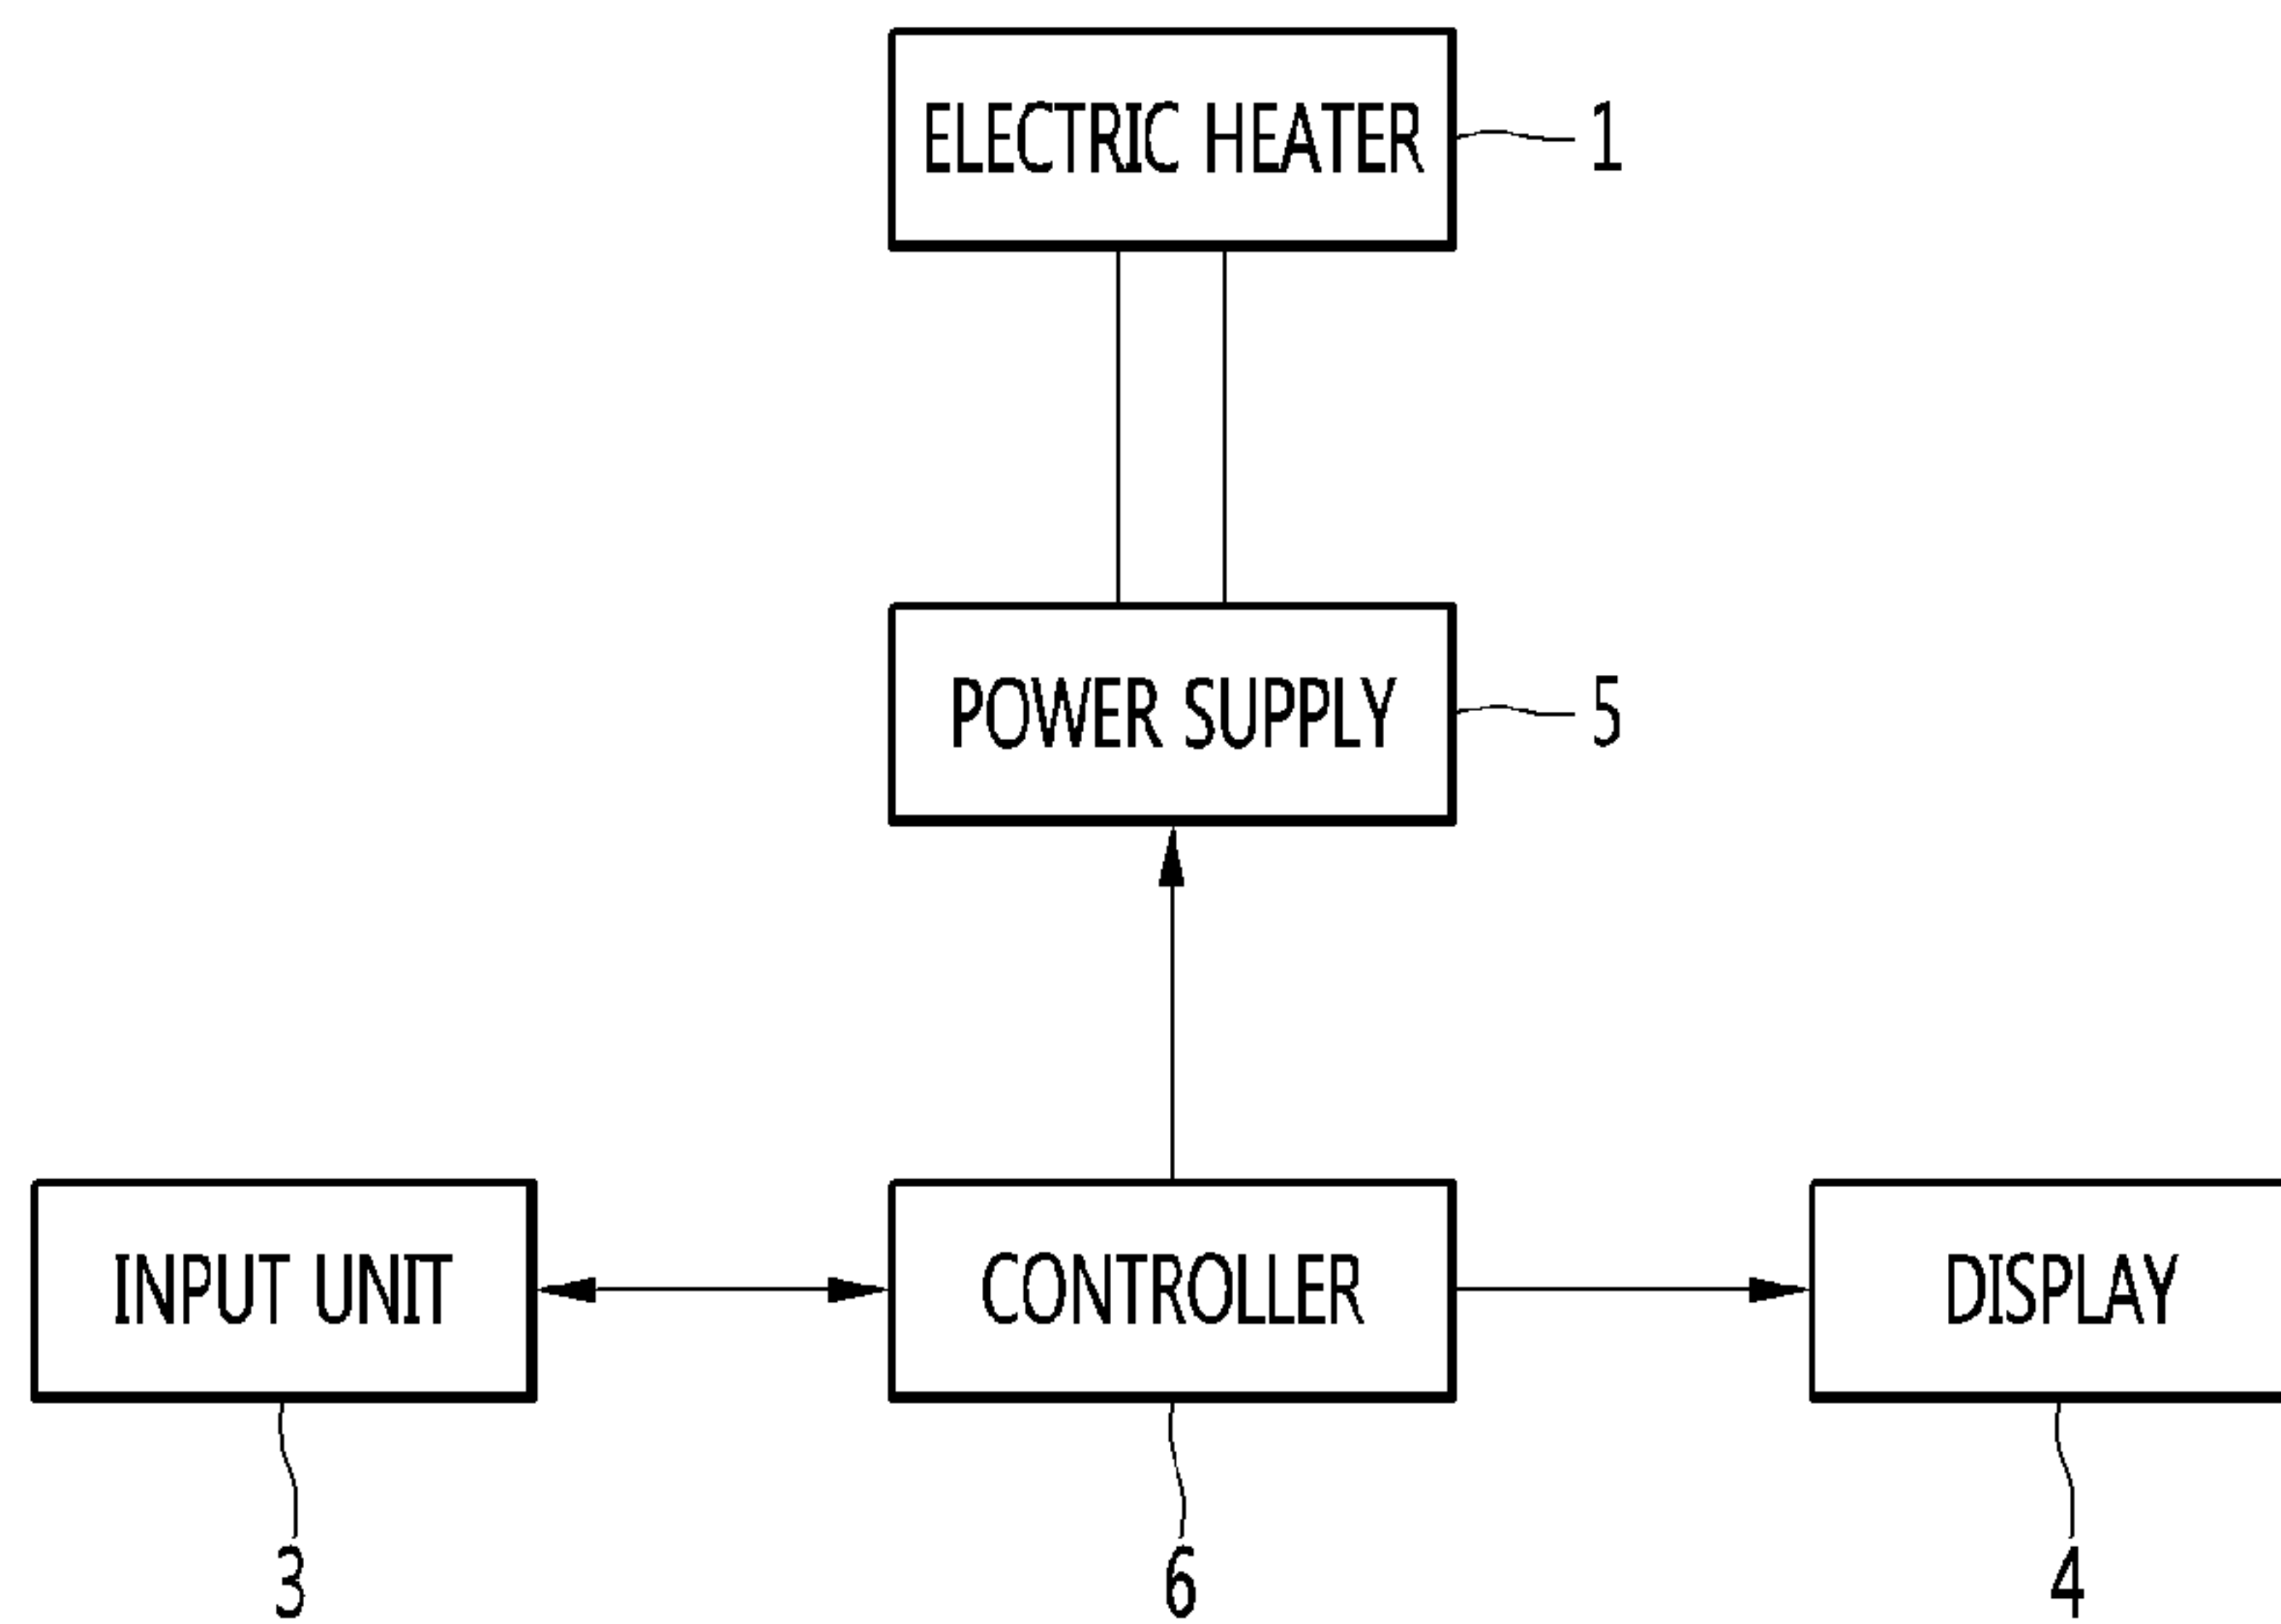 ELECTRIC HEATER
1
POWER SUPPLY
5
INPUT UNIT
CONTROLLER
DISPLAY
3
6
4